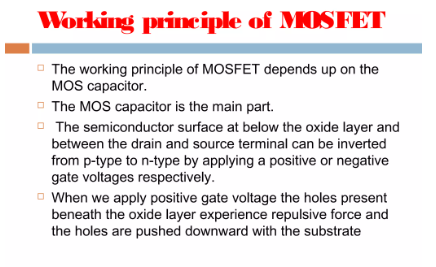 Working principle of MOSFET
The working principle of MOSFET depends up on the
MOS capacitor.
The MOS capacitor is the main part.
The semiconductor surface at below the oxide layer and
between the drain and source terminal can be inverted
from p-type to n-type by applying a positive or negative
gate voltages respectively.
When we apply positive gate voltage the holes present
beneath the oxide layer experience repulsive force and
the holes are pushed downward with the substrate